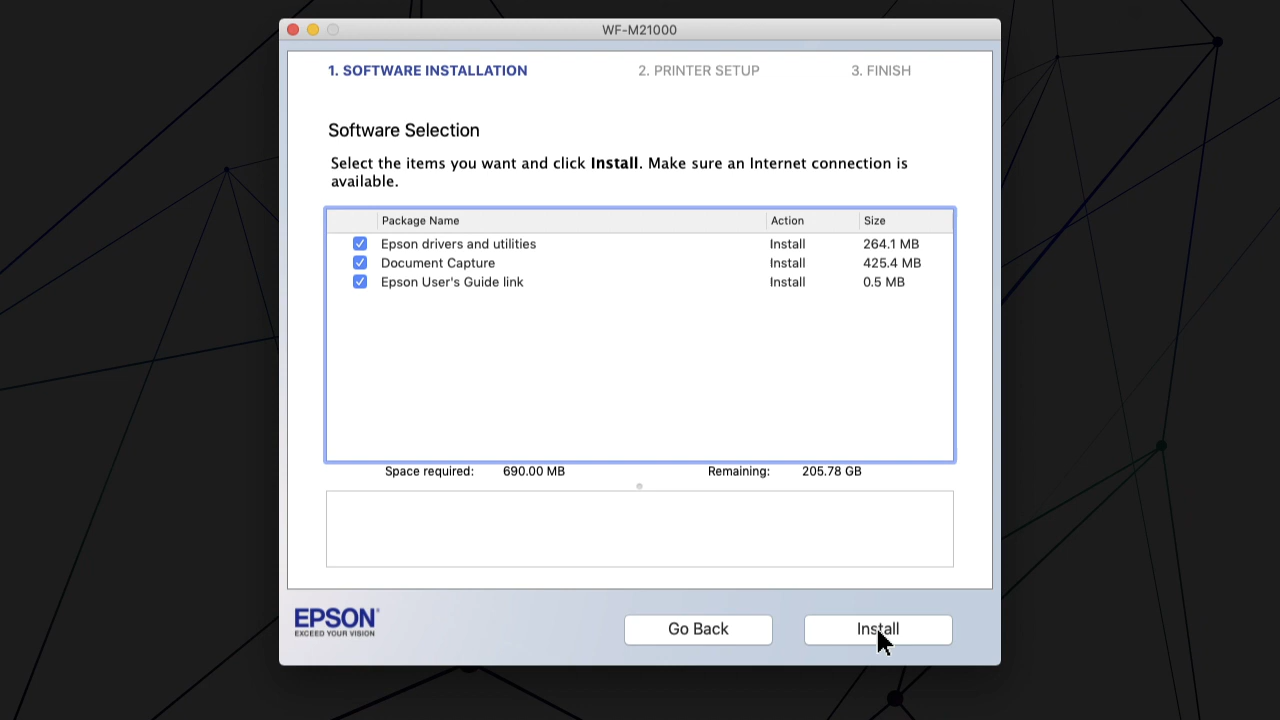 WF-M21000
1. SOFTWARE INSTALLATION 2. PRINTER SETUP 3. FINISH
Software Selection
Select the items you want and click Install. Make sure an Internet connection is
available.
Package Name Action Size
Epson drivers and utilities Install 264.1 MB
Document Capture Install 425.4 MB
Epson User's Guide link Install 0.5 MB
Space required: 690.00 MB Remaining: 205.78 GB
EPSON
EXCEED YOUR VISION
Go Back Install